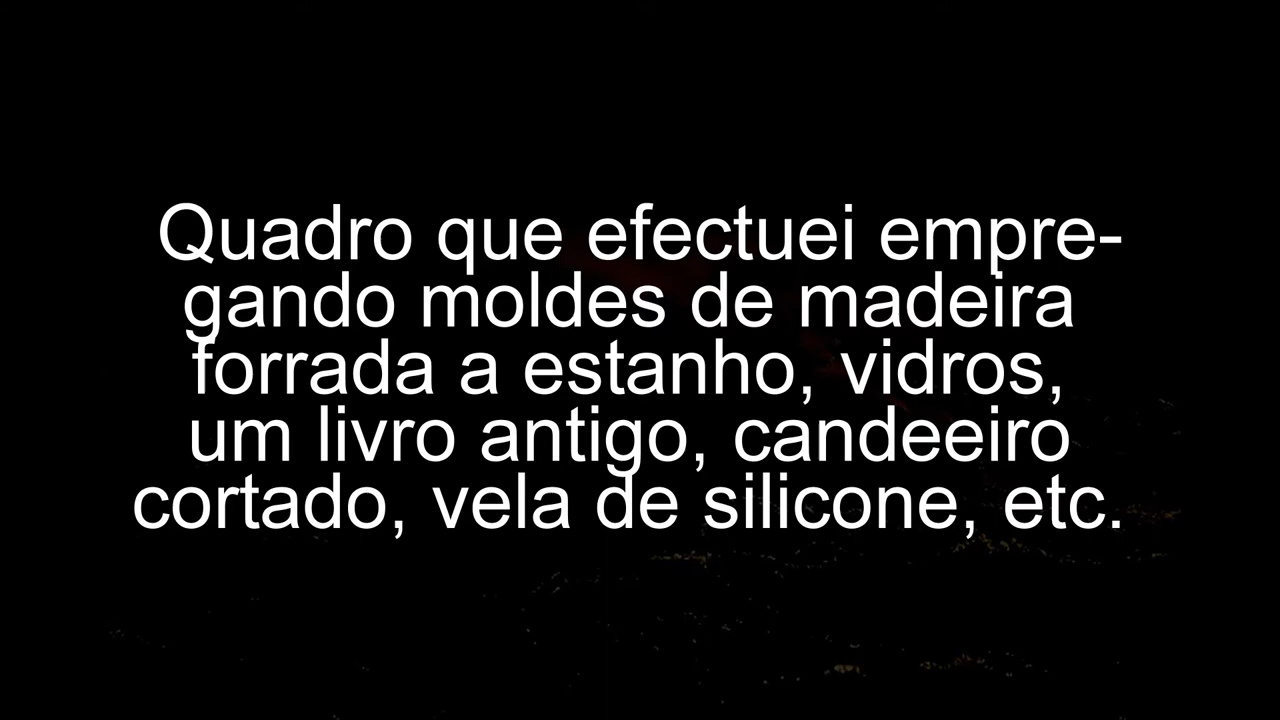 Quadro que efectuei empre-
gando moldes de madeira
forrada a estanho, vidros,
um livro antigo, candeeiro
cortado, vela de silicone, etc.